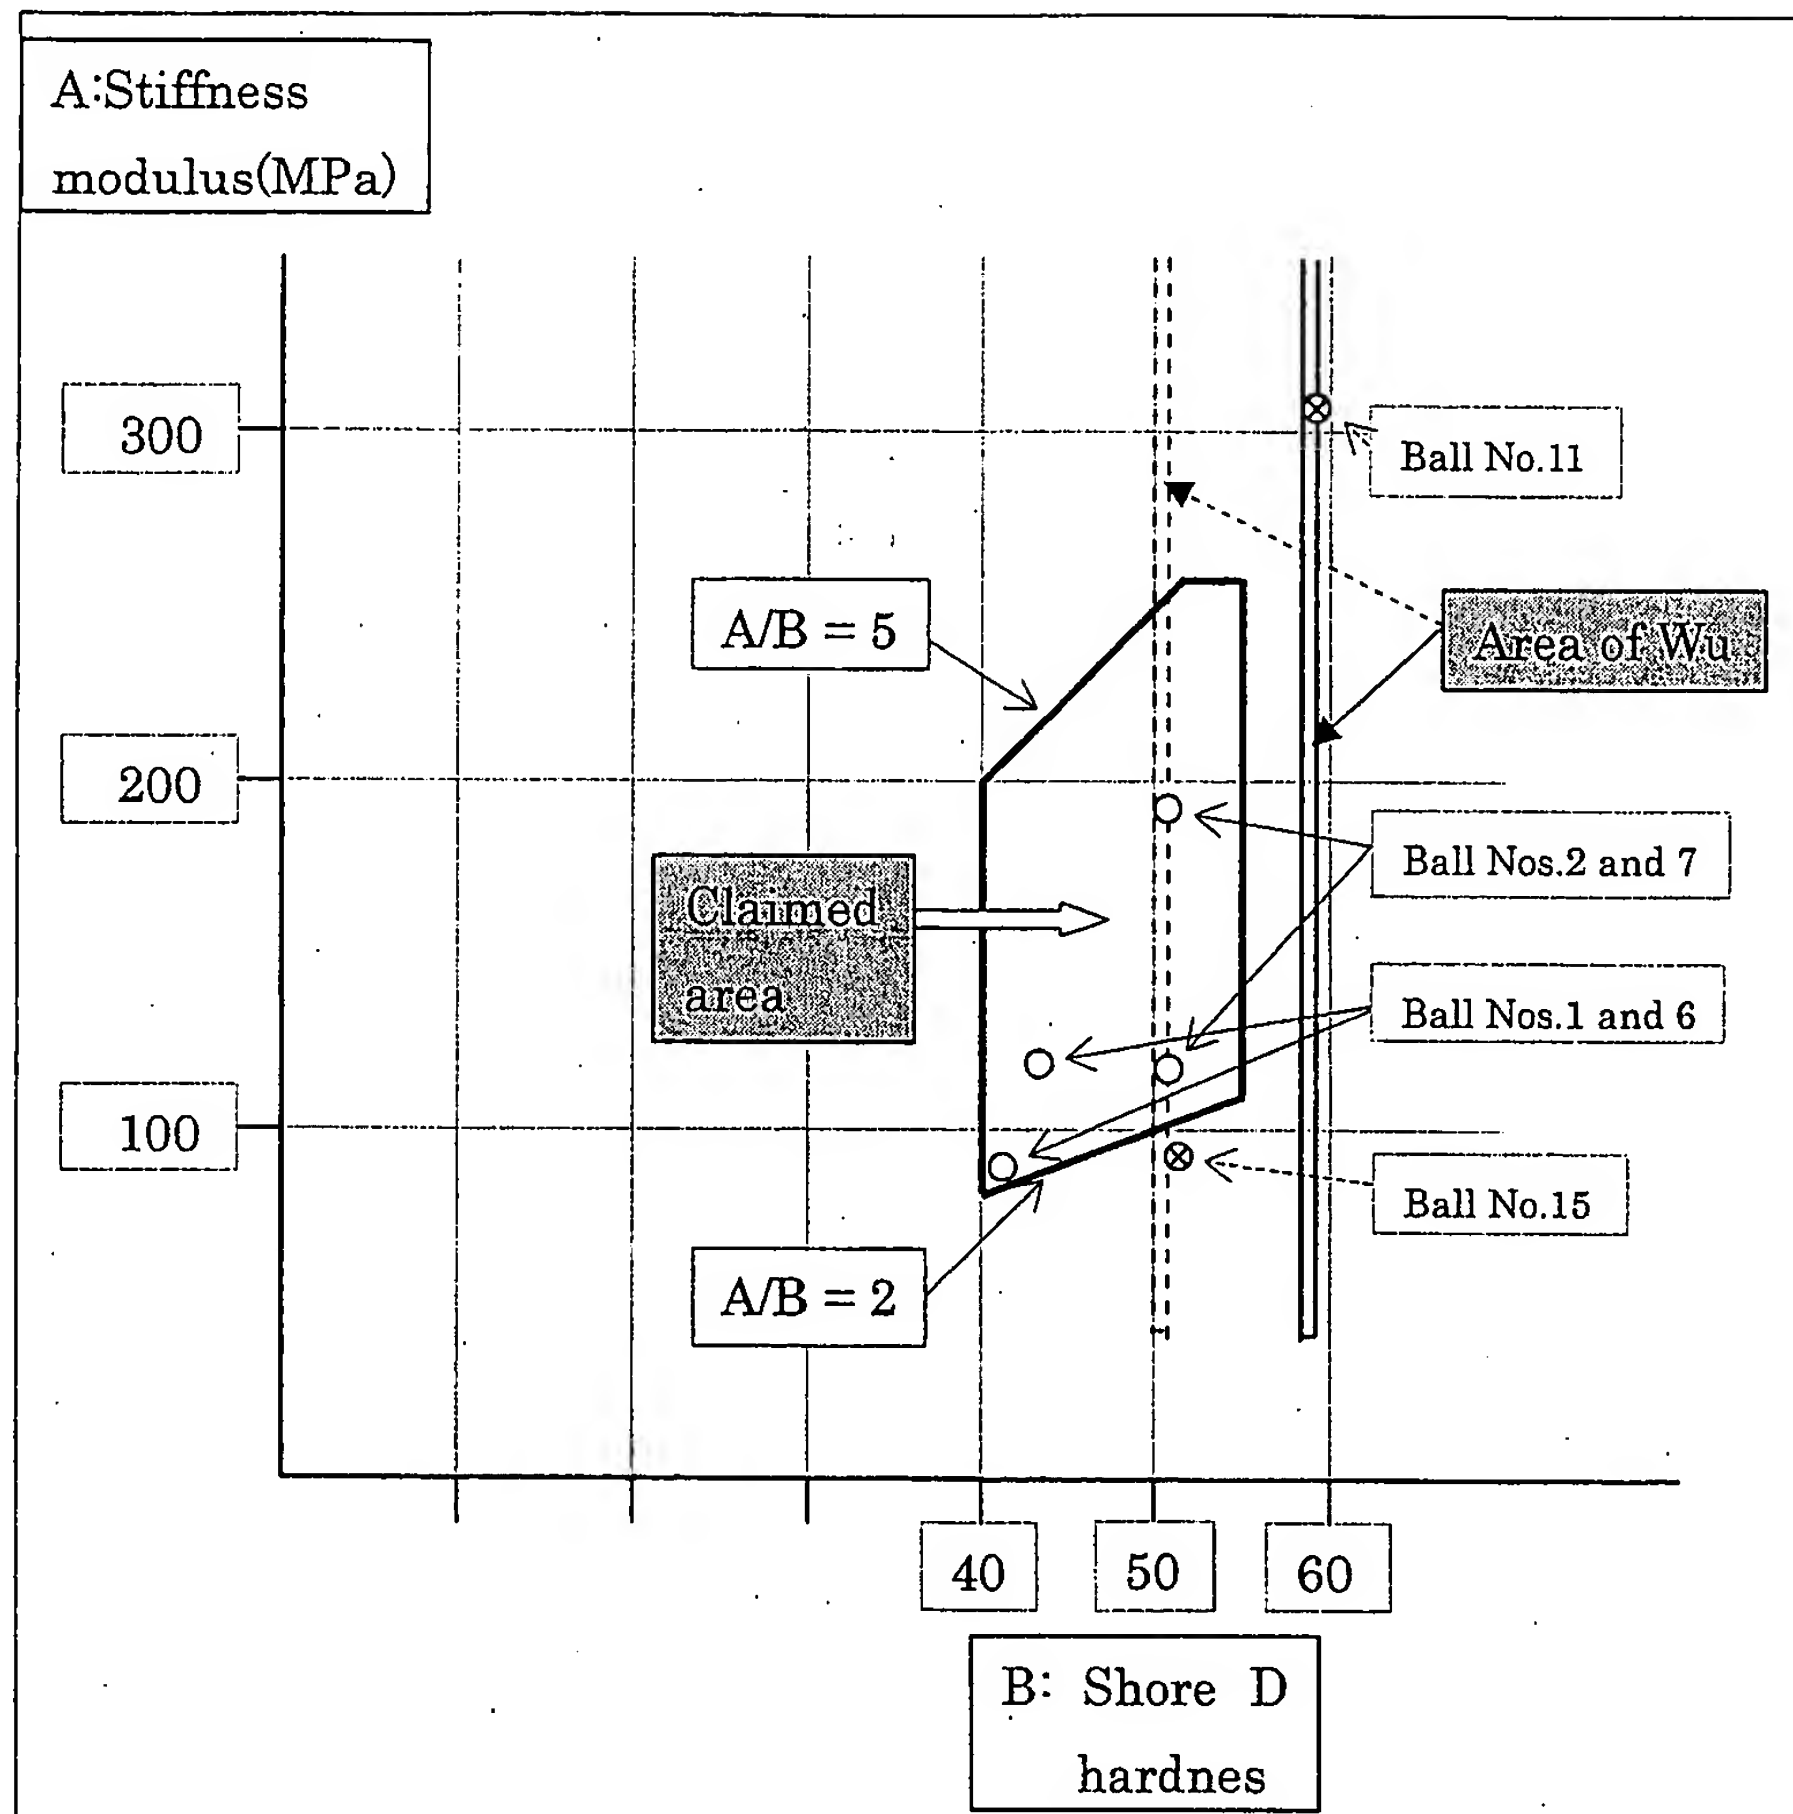 A:Stiffness
modulus(MPa)
300
Ball No.11
A/B = 5
Area of Wu
200
Ball Nos.2 and 7
Claimed
area
Ball Nos.1 and 6
100
Ball No.15
A/B = 2
40
50
60
B: Shore D
hardnes